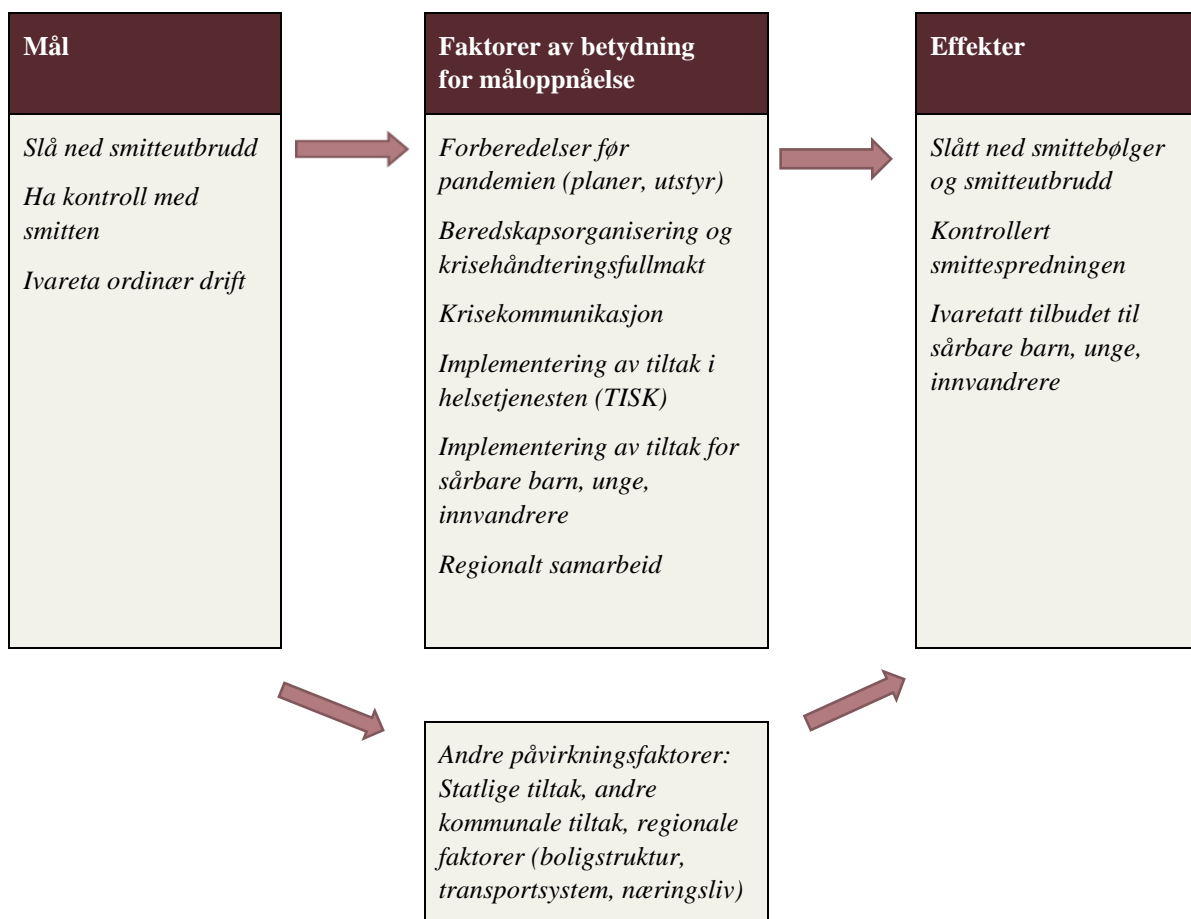 Mål
Slå ned smitteutbrudd
Ha kontroll med
smitten
Ivareta ordinær drift
Faktorer av betydning
for måloppnåelse
Forberedelser før
pandemien (planer, utstyr)
Beredskapsorganisering og
krisehåndteringsfullmakt
Krisekommunikasjon
Implementering av tiltak i
helsetjenesten (TISK)
Implementering av tiltak for
sårbare barn, unge,
innvandrere
Regionalt samarbeid
Effekter
Slått ned smittebølger
og smitteutbrudd
Kontrollert
smittespredningen
Ivaretatt tilbudet til
sårbare barn, unge,
innvandrere
Andre påvirkningsfaktorer:
Statlige tiltak, andre
kommunale tiltak, regionale
faktorer (boligstruktur,
transportsystem, næringsliv)